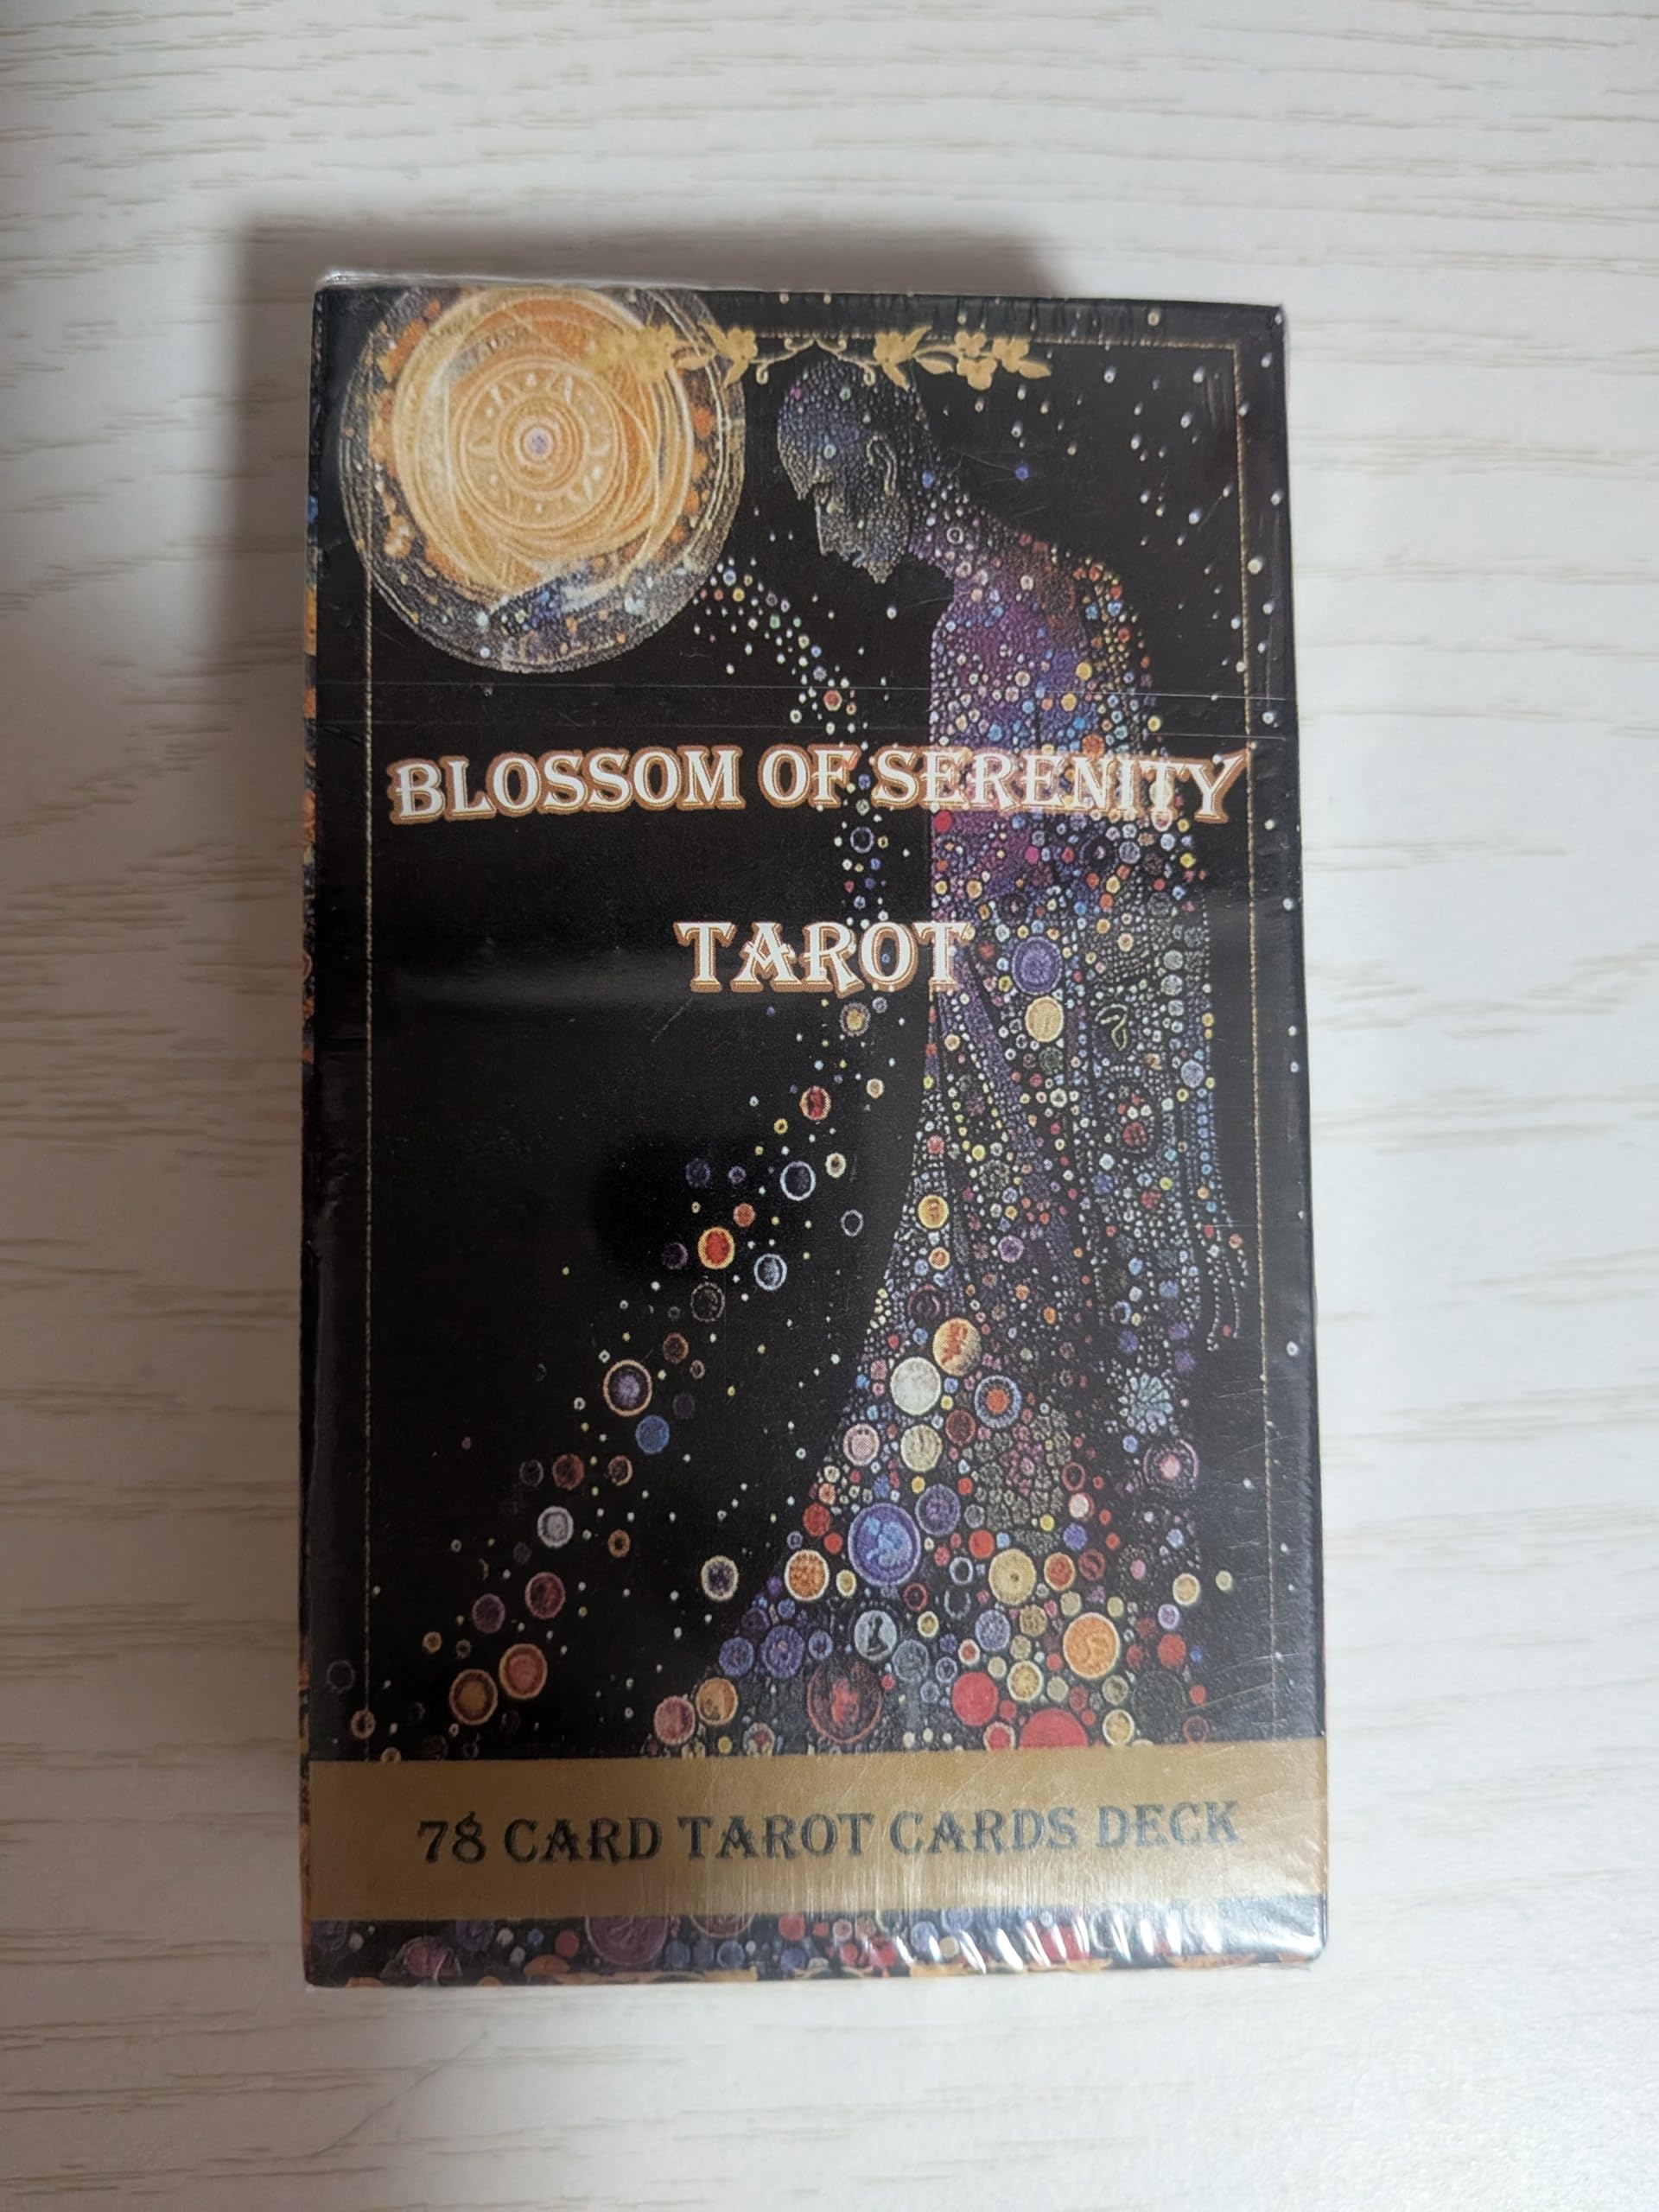 BLOSSOM OF SERENITY
TAROT
78 CARD TAROT CARDS DECK